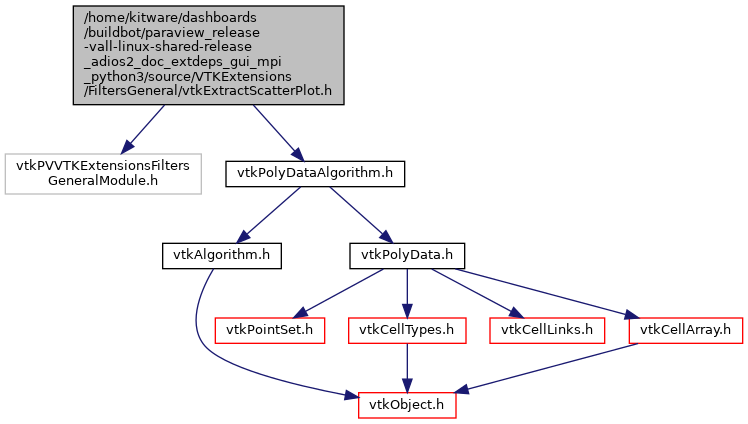 /home/kitware/dashboards
/buildbot/paraview_release
-vall-linux-shared-release
_adios2_doc_extdeps_gui_mpi
_python3/source/VTKExtensions
/FiltersGeneral/vtkExtractScatterPlot.h
vtkPVVTKExtensionsFilters
GeneralModule.h
vtkPolyDataAlgorithm.h
vtkAlgorithm.h
vtkPolyData.h
vtkPointSet.h
vtkCellTypes.h
vtkCellLinks.h
vtkCellArray.h
vtkObject.h